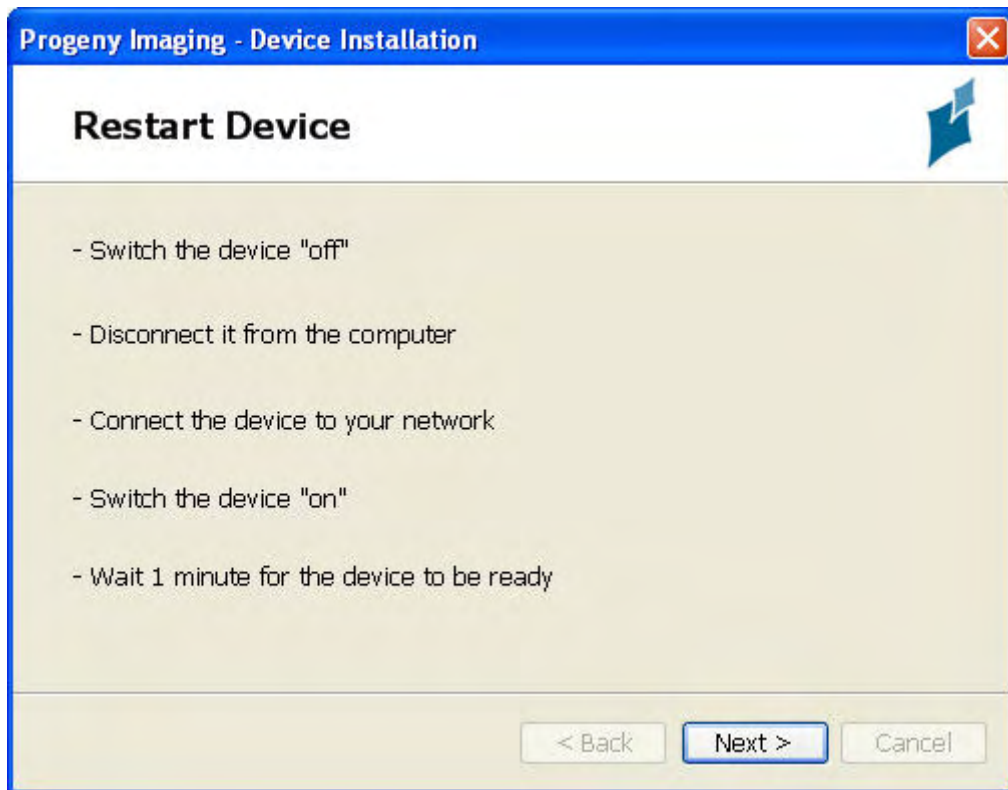 Progeny Imaging - Device Installation
Restart Device
- Switch the device "off"
- Disconnect it from the computer
- Connect the device to your network
- Switch the device "on"
- Wait 1 minute for the device to be ready
< Back Next > Cancel